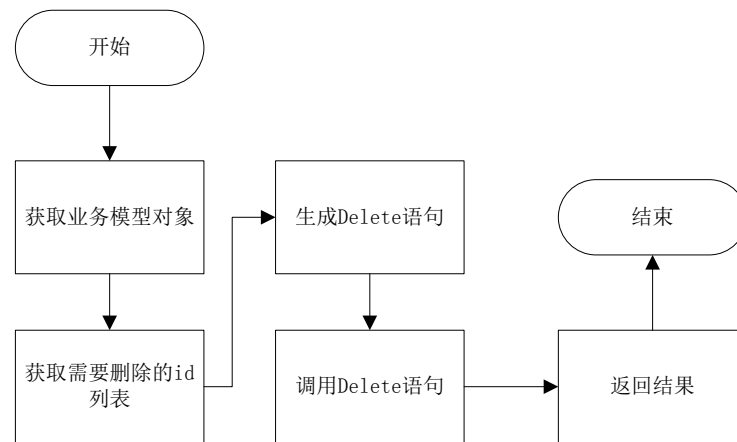 开始
获取业务模型对象
获取需要删除的id
列表
生成Delete语句
调用Delete语句
返回结果
结束